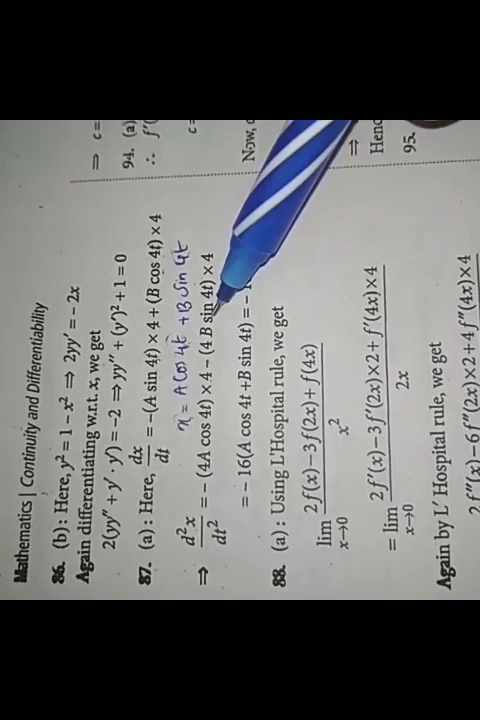 Mathematics | Continuity and Differentiability
86. (b) : Here, y² = 1 − x² ⇒ 2yy′ = − 2x
Again differentiating w.r.t. x, we get
2(yy″ + y′ · y′) = −2 ⇒ yy″ + (y′)² + 1 = 0
87. (a) : Here, dx/dt = −(A sin 4t) × 4 + (B cos 4t) × 4
x = A cos 4t + B sin 4t
⇒ d²x/dt² = − (4A cos 4t) × 4 − (4 B sin 4t) × 4
= − 16(A cos 4t + B sin 4t) = −
88. (a) : Using L'Hospital rule, we get
lim x→0 2f(x) − 3f(2x) + f(4x) / x²
= lim x→0 2f′(x) − 3f′(2x) × 2 + f′(4x) × 4 / 2x
Again by L′ Hospital rule, we get
2f″(x) − 6f″(2x) × 2 + 4f″(4x) × 4
⇒ c =
94. (a)
∴ f′(
c =
Now,
⇒
Henc
95.